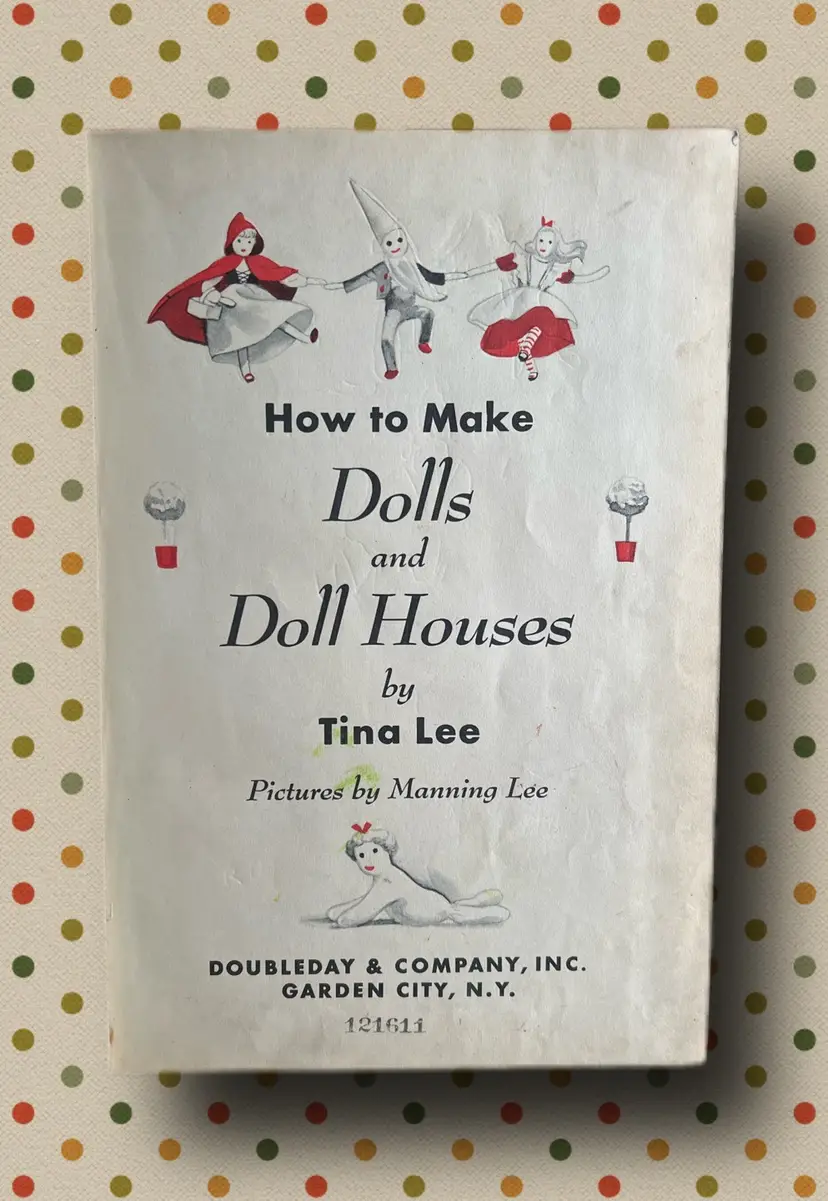 How to Make
Dolls
and
Doll Houses
by
Tina Lee
Pictures by Manning Lee
DOUBLEDAY & COMPANY, INC.
GARDEN CITY, N.Y.
121611